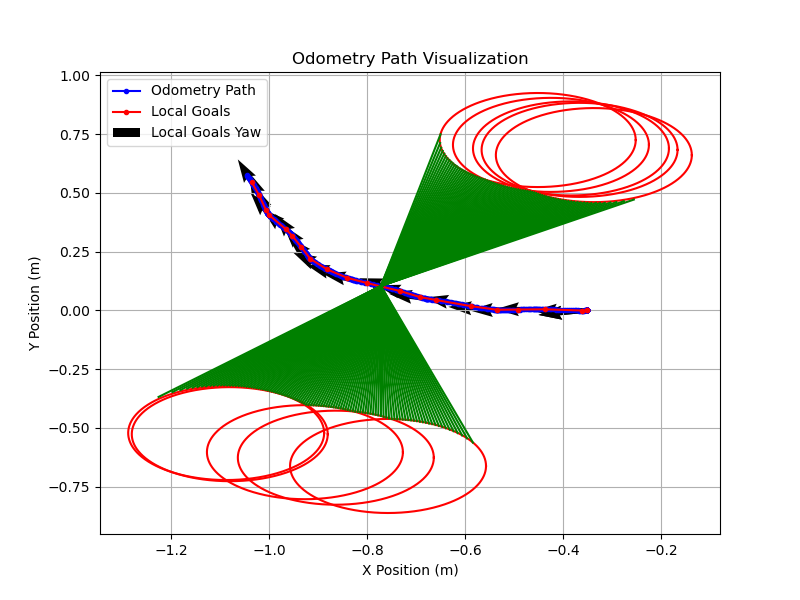 Odometry Path Visualization
Odometry Path
Local Goals
Local Goals Yaw
Y Position (m)
1.00
0.75
0.50
0.25
0.00
−0.25
−0.50
−0.75
−1.2 −1.0 −0.8 −0.6 −0.4 −0.2
X Position (m)